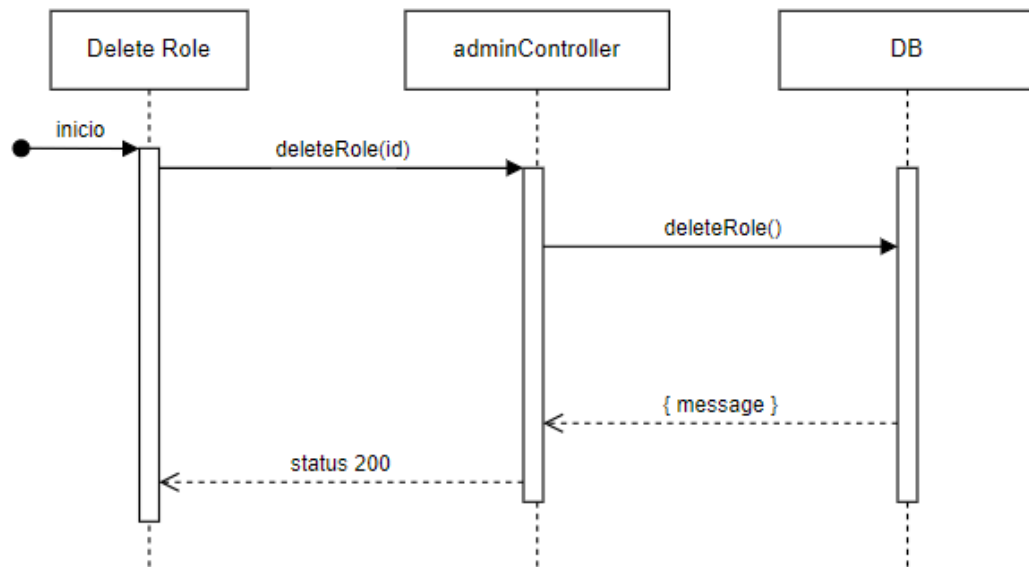 Delete Role
adminController
DB
inicio
deleteRole(id)
deleteRole()
{ message }
status 200